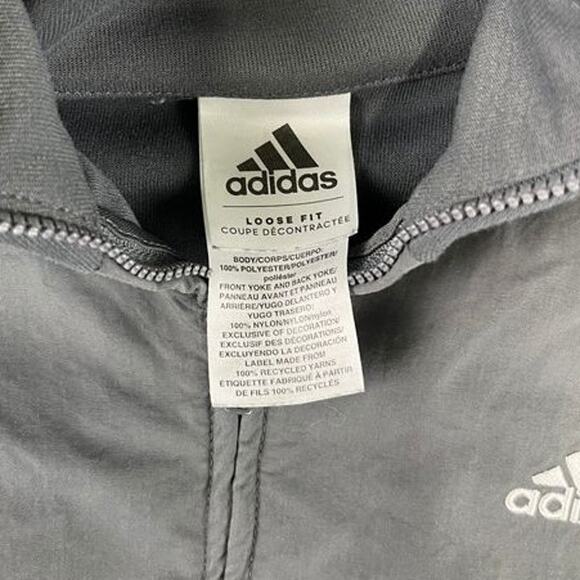 adidas
LOOSE FIT
COUPE DÉCONTRACTÉE
BODY/CORPS/CUERPO:
100% POLYESTER/POLYESTER/
poliéster
FRONT YOKE AND BACK YOKE/
PANNEAU AVANT ET PANNEAU
ARRIÈRE/YUGO DELANTERO Y
YUGO TRASERO:
100% NYLON/NYLON/nylon
EXCLUSIVE OF DECORATION/
EXCLUSIF DES DÉCORATION/
EXCLUYENDO LA DECORACIÓN
LABEL MADE FROM
100% RECYCLED YARNS
ÉTIQUETTE FABRIQUÉ À PARTIR
DE FILS 100% RECYCLÉS
adi